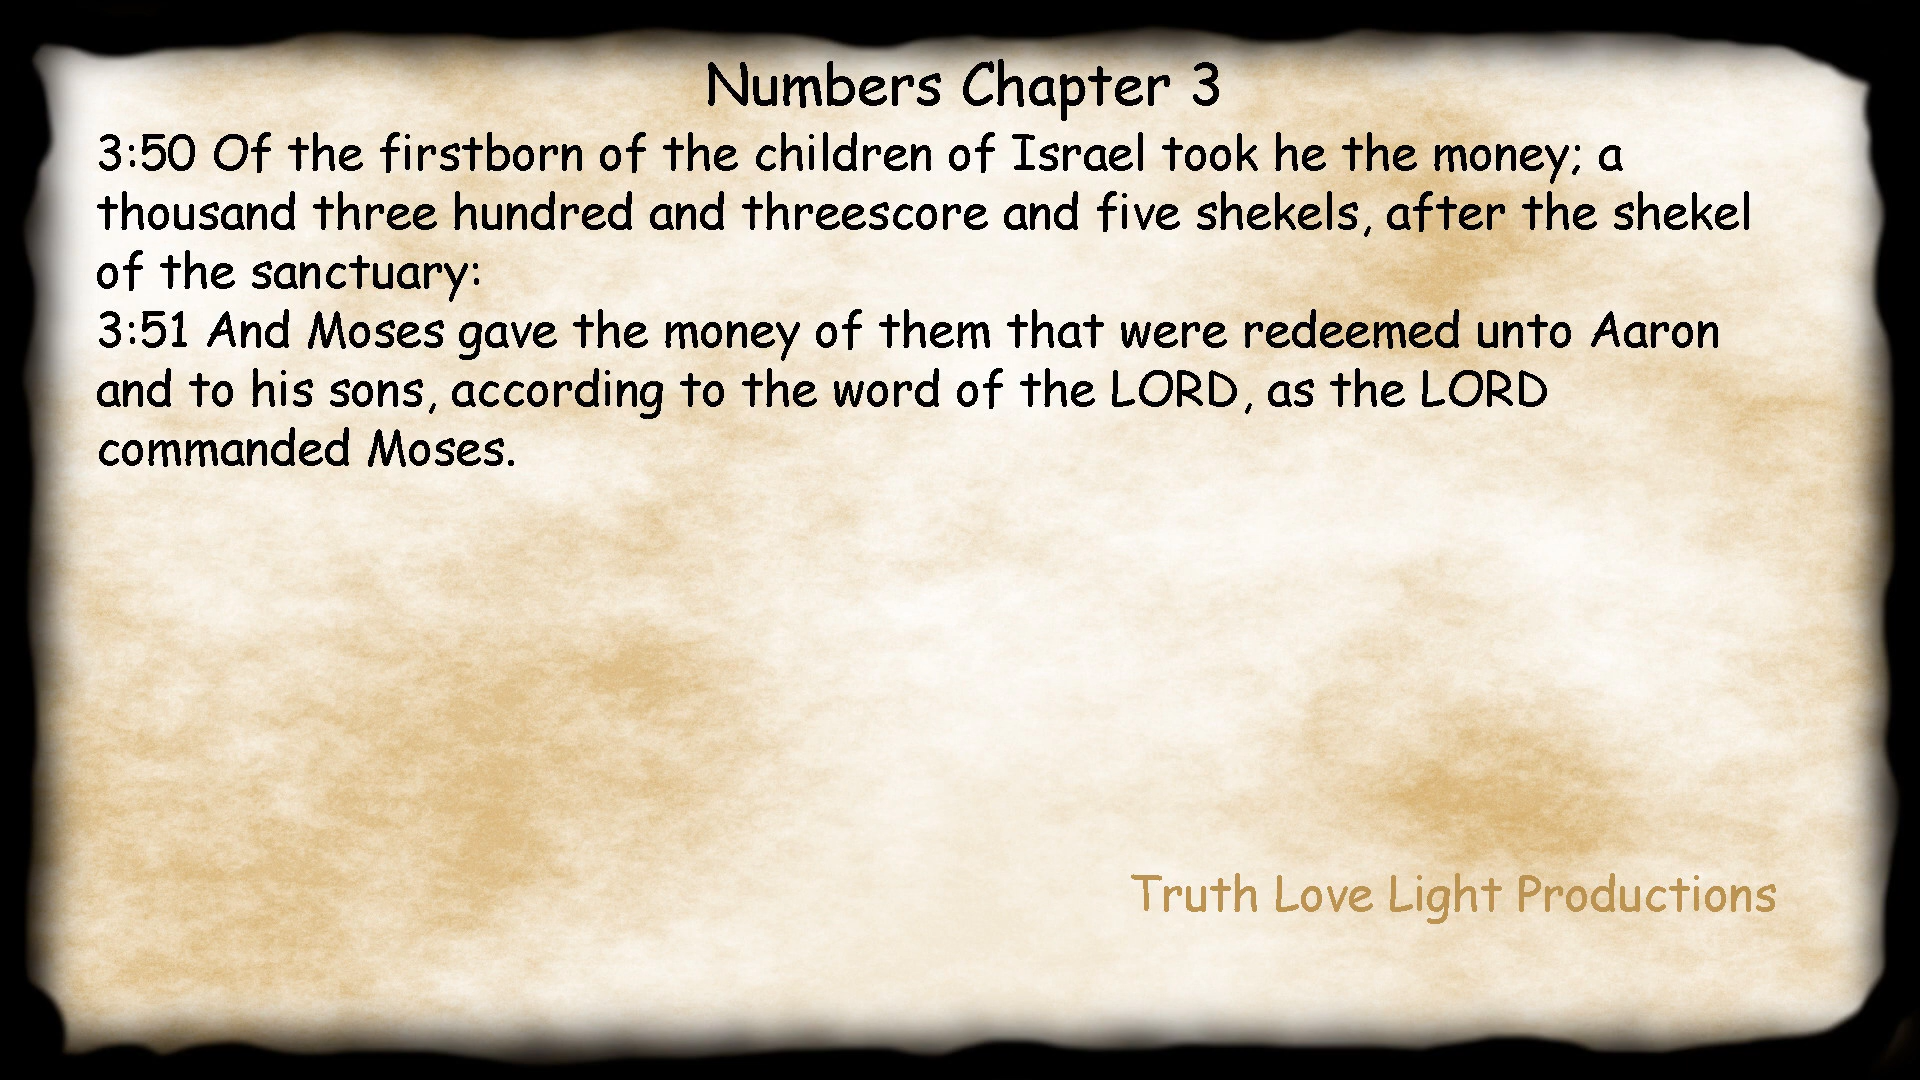 Numbers Chapter 3
3:50 Of the firstborn of the children of Israel took he the money; a
thousand three hundred and threescore and five shekels, after the shekel
of the sanctuary:
3:51 And Moses gave the money of them that were redeemed unto Aaron
and to his sons, according to the word of the LORD, as the LORD
commanded Moses.
Truth Love Light Productions